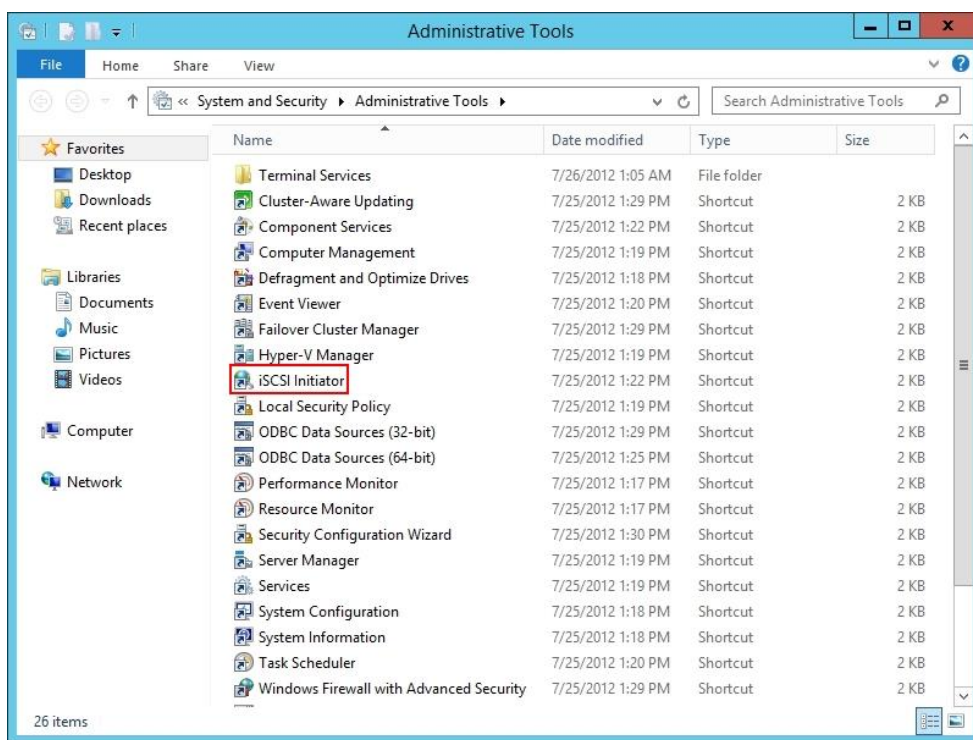 Administrative Tools
File Home Share View
« System and Security Administrative Tools Search Administrative Tools
Name Date modified Type Size
Favorites
Desktop
Downloads
Recent places
Libraries
Documents
Music
Pictures
Videos
Computer
Network
Terminal Services 7/26/2012 1:05 AM File folder
Cluster-Aware Updating 7/25/2012 1:29 PM Shortcut 2 KB
Component Services 7/25/2012 1:22 PM Shortcut 2 KB
Computer Management 7/25/2012 1:19 PM Shortcut 2 KB
Defragment and Optimize Drives 7/25/2012 1:18 PM Shortcut 2 KB
Event Viewer 7/25/2012 1:20 PM Shortcut 2 KB
Failover Cluster Manager 7/25/2012 1:29 PM Shortcut 2 KB
Hyper-V Manager 7/25/2012 1:19 PM Shortcut 2 KB
iSCSI Initiator 7/25/2012 1:22 PM Shortcut 2 KB
Local Security Policy 7/25/2012 1:19 PM Shortcut 2 KB
ODBC Data Sources (32-bit) 7/25/2012 1:29 PM Shortcut 2 KB
ODBC Data Sources (64-bit) 7/25/2012 1:25 PM Shortcut 2 KB
Performance Monitor 7/25/2012 1:17 PM Shortcut 2 KB
Resource Monitor 7/25/2012 1:17 PM Shortcut 2 KB
Security Configuration Wizard 7/25/2012 1:30 PM Shortcut 2 KB
Server Manager 7/25/2012 1:19 PM Shortcut 2 KB
Services 7/25/2012 1:19 PM Shortcut 2 KB
System Configuration 7/25/2012 1:18 PM Shortcut 2 KB
System Information 7/25/2012 1:18 PM Shortcut 2 KB
Task Scheduler 7/25/2012 1:20 PM Shortcut 2 KB
Windows Firewall with Advanced Security 7/25/2012 1:29 PM Shortcut 2 KB
26 items